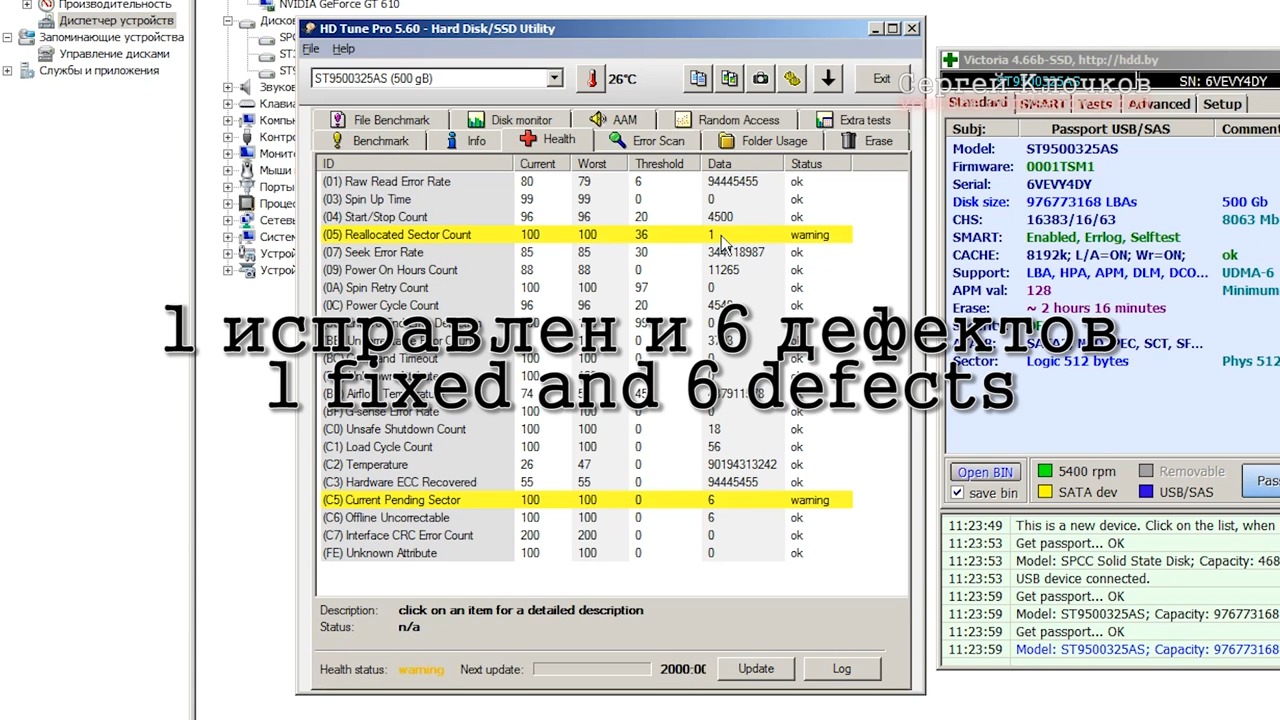 Производительность
Диспетчер устройств
Запоминающие устройства
Управление дисками
Службы и приложения
NVIDIA GeForce GT 610
HD Tune Pro 5.60 - Hard Disk/SSD Utility
File Help
ST9500325AS (500 gB)
26°C
Exit
File Benchmark Disk monitor AAM Random Access Extra tests
Benchmark Info Health Error Scan Folder Usage Erase
ID Current Worst Threshold Data Status
(01) Raw Read Error Rate 80 79 6 94445455 ok
(03) Spin Up Time 99 99 0 0 ok
(04) Start/Stop Count 96 96 20 4500 ok
(05) Reallocated Sector Count 100 100 36 1 warning
(07) Seek Error Rate 85 85 30 ok
(09) Power On Hours Count 88 88 0 11265 ok
(0A) Spin Retry Count 100 100 97 0 ok
(0C) Power Cycle Count 96 96 20 ok
1 исправлен и 6 дефектов
1 fixed and 6 defects
(C0) Unsafe Shutdown Count 100 100 0 18 ok
(C1) Load Cycle Count 100 100 0 56 ok
(C2) Temperature 26 47 0 90194313242 ok
(C3) Hardware ECC Recovered 55 55 0 94445455 ok
(C5) Current Pending Sector 100 100 0 6 warning
(C6) Offline Uncorrectable 100 100 0 6 ok
(C7) Interface CRC Error Count 200 200 0 0 ok
(FE) Unknown Attribute 100 100 0 0 ok
Description: click on an item for a detailed description
Status: n/a
Health status: warning Next update: 2000:00 Update Log
Victoria 4.66b-SSD, http://hdd.by
ST9500325AS SN: 6VEVY4DY
Сергей Клочков
Standard SMART Tests Advanced Setup
Subj: Passport USB/SAS Commen
Model: ST9500325AS
Firmware: 0001TSM1
Serial: 6VEVY4DY
Disk size: 976773168 LBAs 500 Gb
CHS: 16383/16/63 8063 Mb
SMART: Enabled, Errlog, Selftest
CACHE: 8192k, L/A=ON; Wr=ON; ok
Support: LBA, HPA, APM, DLM, DCO... UDMA-6
APM val: 128 Minimum
Erase: ~ 2 hours 16 minutes
Sector: Logic 512 bytes Phys 512
Open BIN 5400 rpm Removable Pass
save bin SATA dev USB/SAS
11:23:49 This is a new device. Click on the list, when
11:23:53 Get passport... OK
11:23:53 Model: SPCC Solid State Disk; Capacity: 468
11:23:53 USB device connected.
11:23:59 Get passport... OK
11:23:59 Model: ST9500325AS; Capacity: 976773168
11:23:59 Get passport... OK
11:23:59 Model: ST9500325AS; Capacity: 976773168